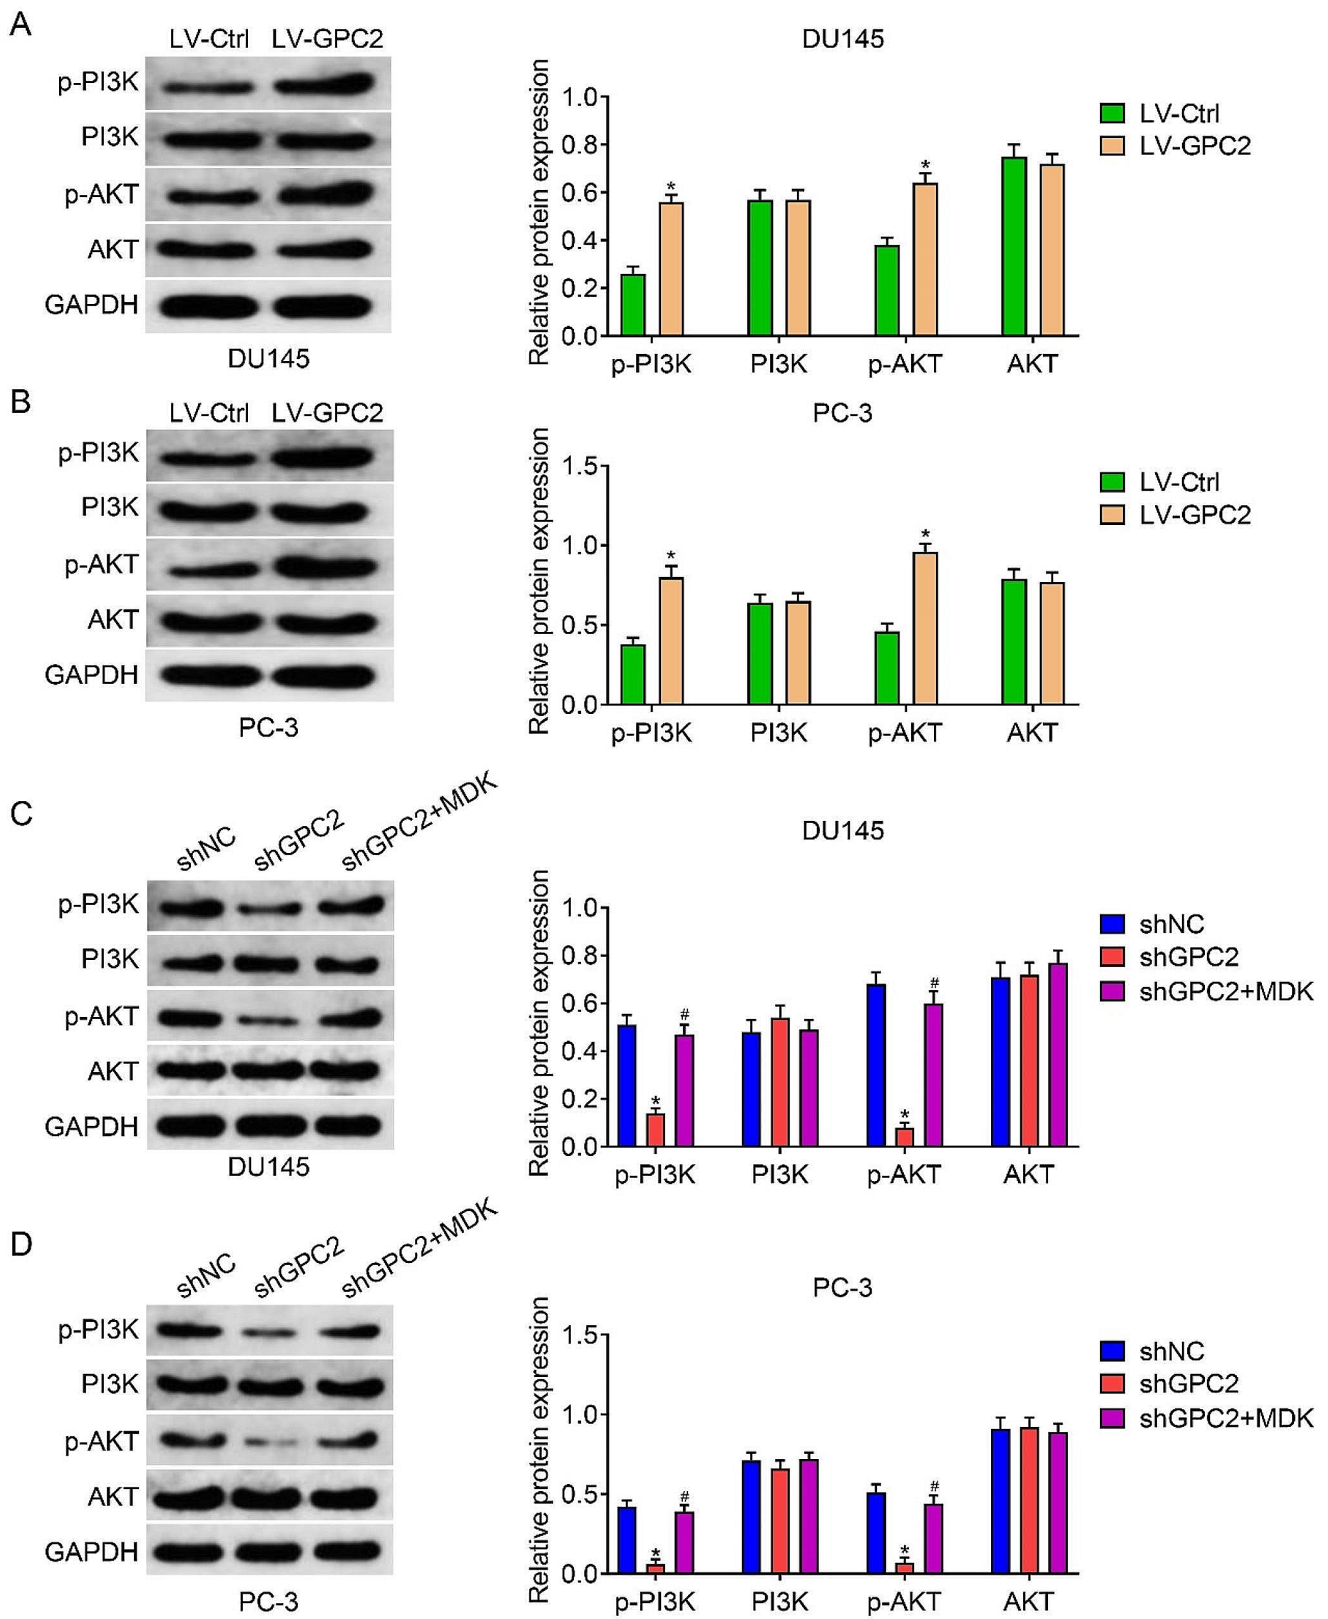 A
LV-Ctrl LV-GPC2
p-PI3K
PI3K
p-AKT
AKT
GAPDH
DU145
DU145
Relative protein expression
1.0
0.8
0.6
0.4
0.2
0.0
* *
p-PI3K PI3K p-AKT AKT
LV-Ctrl
LV-GPC2
B
LV-Ctrl LV-GPC2
p-PI3K
PI3K
p-AKT
AKT
GAPDH
PC-3
PC-3
Relative protein expression
1.5
1.0
0.5
0.0
* *
p-PI3K PI3K p-AKT AKT
LV-Ctrl
LV-GPC2
C
shNC shGPC2 shGPC2+MDK
p-PI3K
PI3K
p-AKT
AKT
GAPDH
DU145
DU145
Relative protein expression
1.0
0.8
0.6
0.4
0.2
0.0
* # * #
p-PI3K PI3K p-AKT AKT
shNC
shGPC2
shGPC2+MDK
D
shNC shGPC2 shGPC2+MDK
p-PI3K
PI3K
p-AKT
AKT
GAPDH
PC-3
PC-3
Relative protein expression
1.5
1.0
0.5
0.0
* # * #
p-PI3K PI3K p-AKT AKT
shNC
shGPC2
shGPC2+MDK